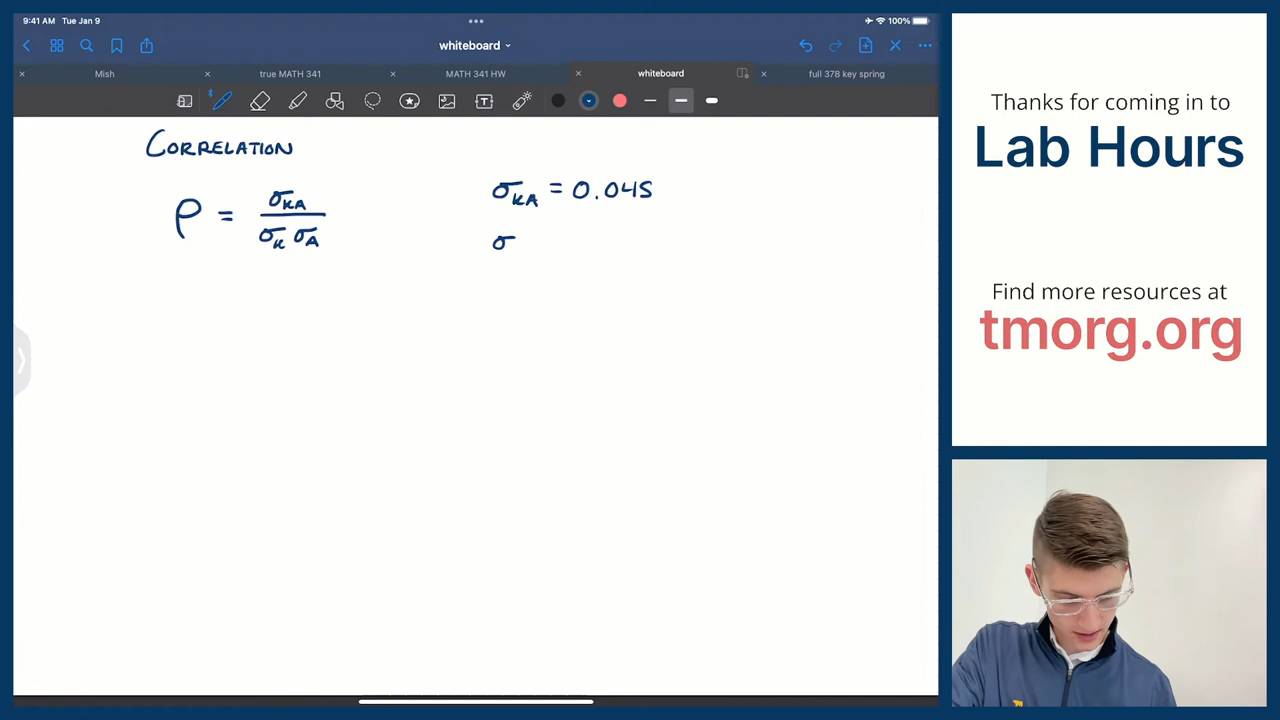 9:41 AM Tue Jan 9
100%
whiteboard
Mish
true MATH 341
MATH 341 HW
whiteboard
full 378 key spring
CORRELATION
ρ = σKA / σK σA
σKA = 0.045
σ
Thanks for coming in to
Lab Hours
Find more resources at
tmorg.org